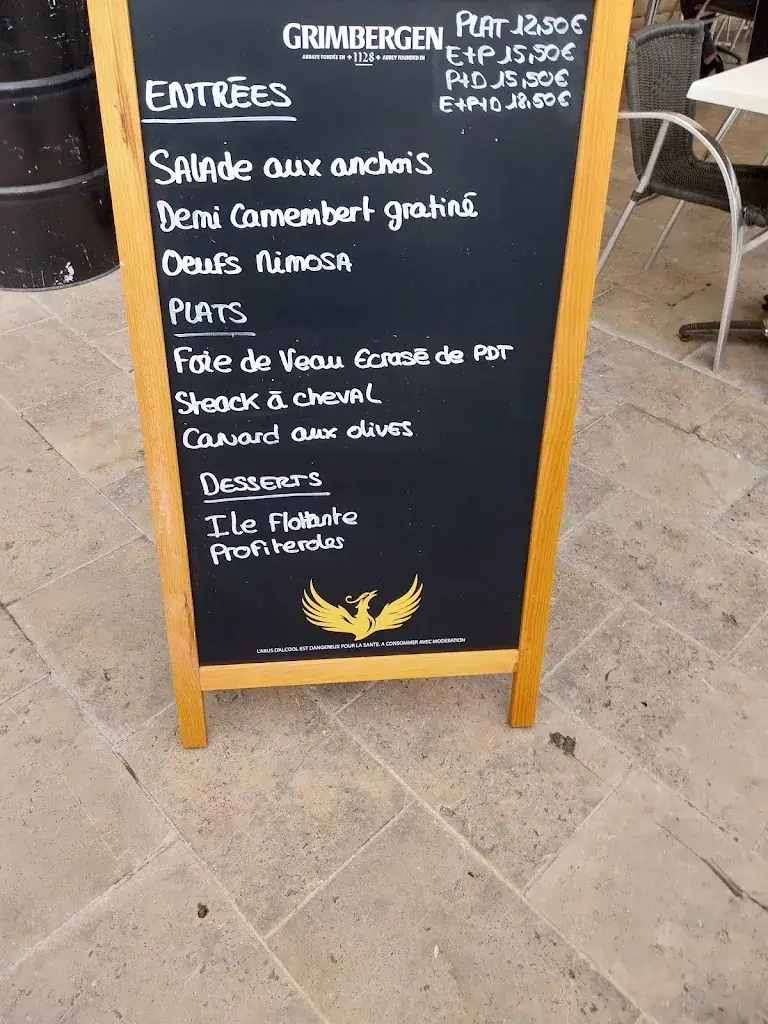 GRIMBERGEN
ABBAYE FONDÉE EN + 1128 + ABBEY FOUNDED IN
PLAT 12,50€
E+P 15,50€
P+D 15,50€
E+P+D 18,50€
ENTRÉES
SALAde aux anchois
Demi Camembert gratiné
Oeufs Mimosa
PLATS
Foie de Veau Ecrasé de PDT
Steack à cheval
Canard aux olives
DESSERTS
Ile Flottante
Profiteroles
L'ABUS D'ALCOOL EST DANGEREUX POUR LA SANTÉ. A CONSOMMER AVEC MODERATION